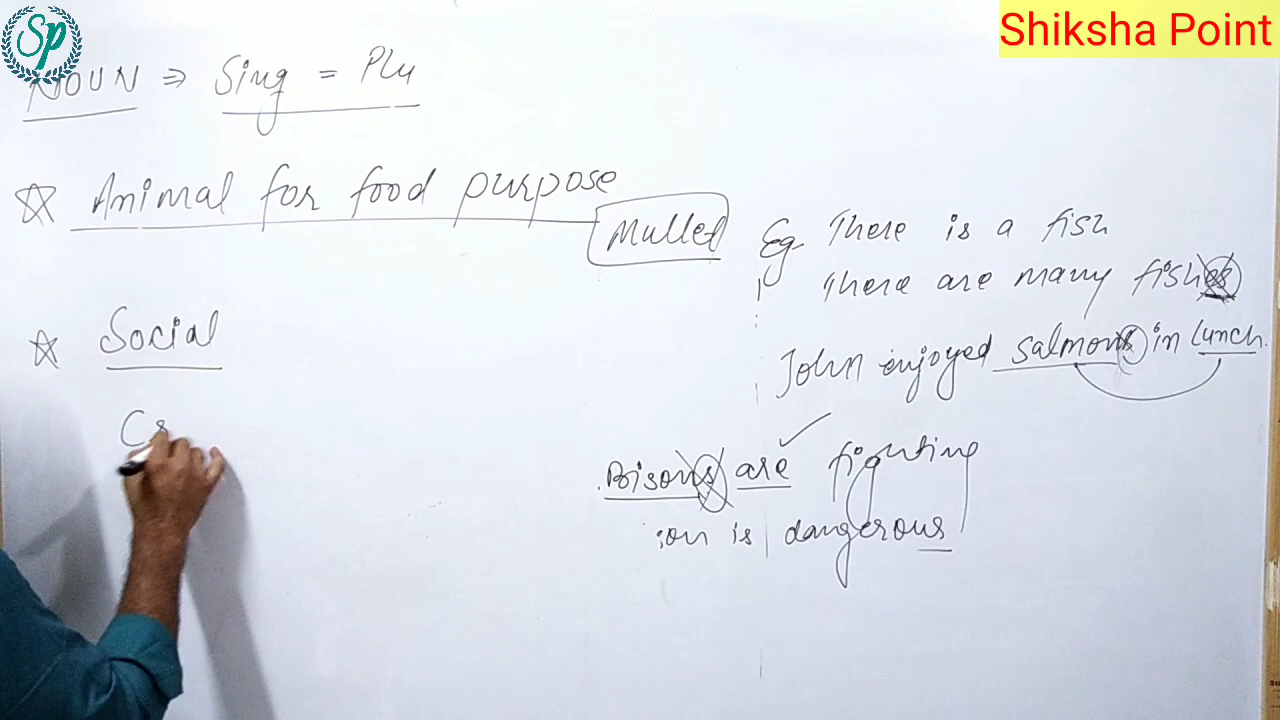 Sp
Shiksha Point
NOUN ⇒ Sing = Plu
☆ Animal for food purpose
Mullet
Eg. There is a fish
There are many fishes
John enjoyed salmons in lunch.
☆ Social
Bisons are ✓ fighting
ion is dangerous